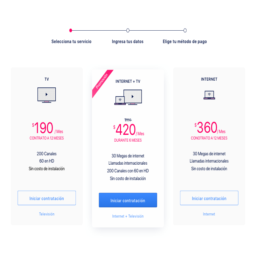 Selecciona tu servicio
Ingresa tus datos
Elige tu método de pago
TV
$190 /Mes
CONTRATO A 12 MESES
200 Canales
80 en HD
Sin costo de instalación
Iniciar contratación
Televisión
INTERNET + TV
$420 /Mes
DURANTE 6 MESES
30 Megas de internet
Llamadas internacionales
200 Canales con 80 en HD
Sin costo de instalación
Iniciar contratación
Internet + Televisión
INTERNET
$360 /Mes
CONTRATO A 12 MESES
30 Megas de internet
Llamadas internacionales
Sin costo de instalación
Iniciar contratación
Internet